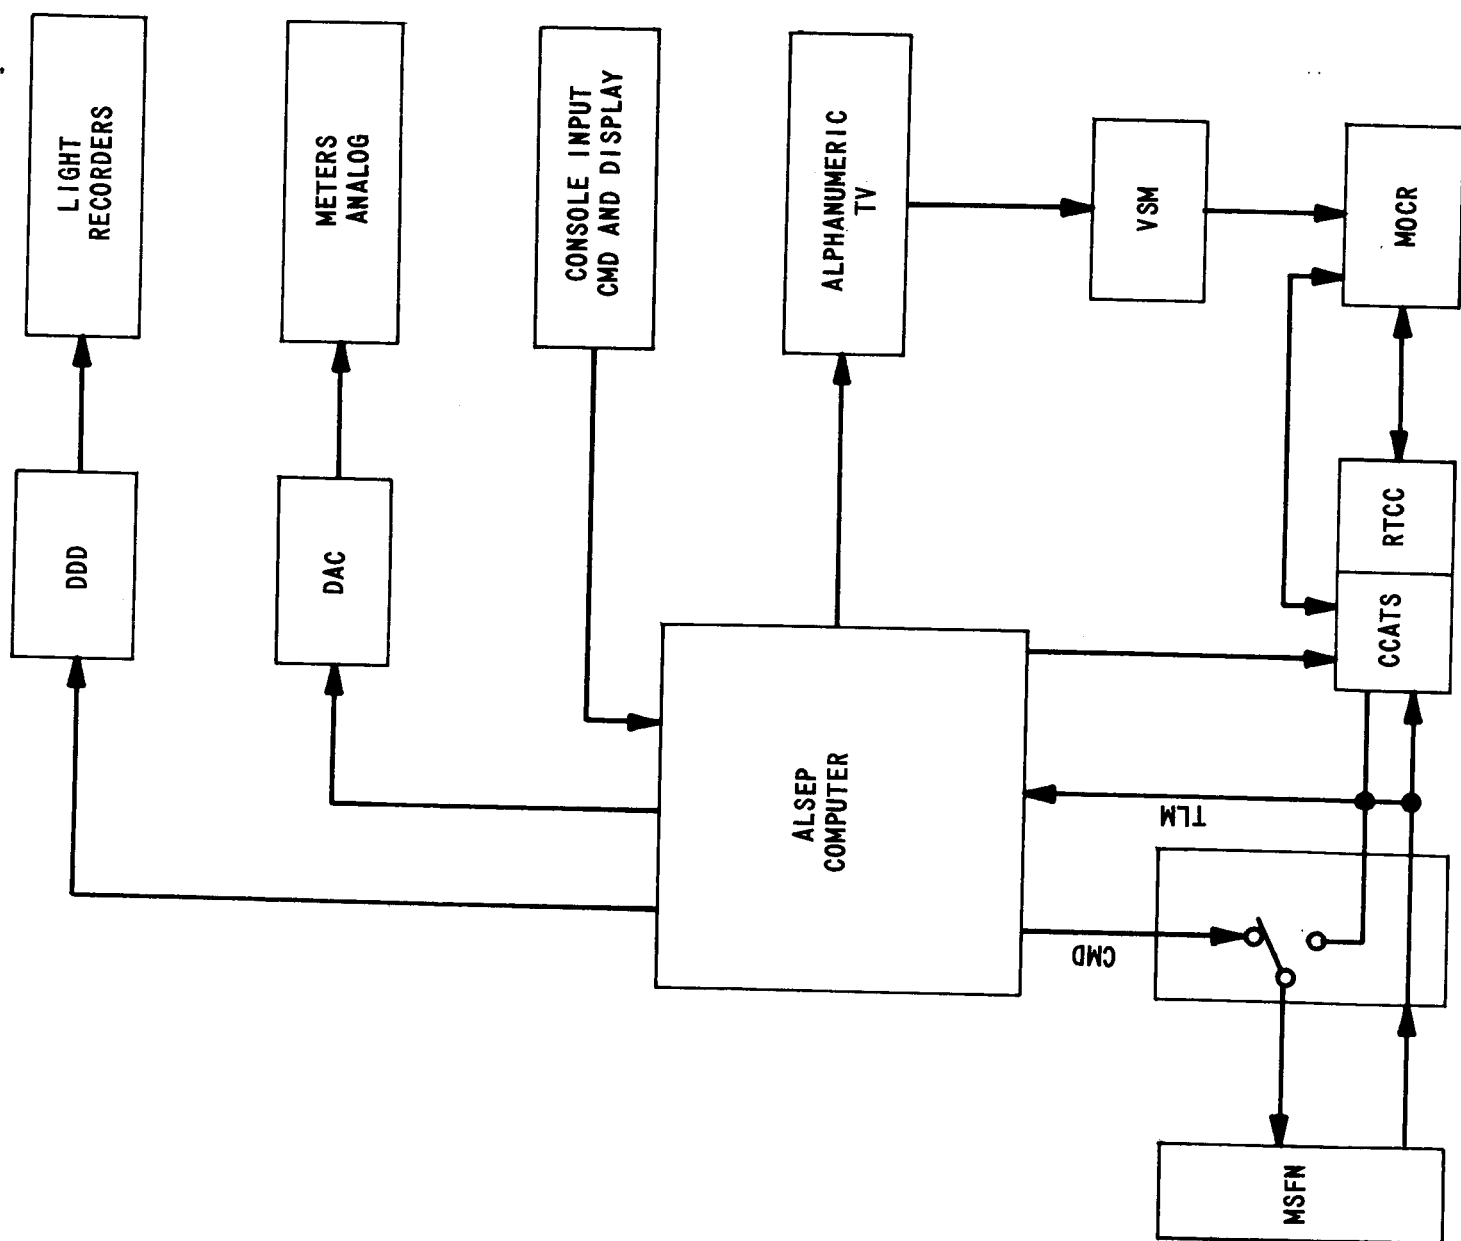 LIGHT
RECORDERS
METERS
ANALOG
CONSOLE INPUT
CMD AND DISPLAY
ALPHANUMERIC
TV
VSM
MOCR
DDD
DAC
RTCC
CCATS
ALSEP
COMPUTER
TLM
CMD
MSFN